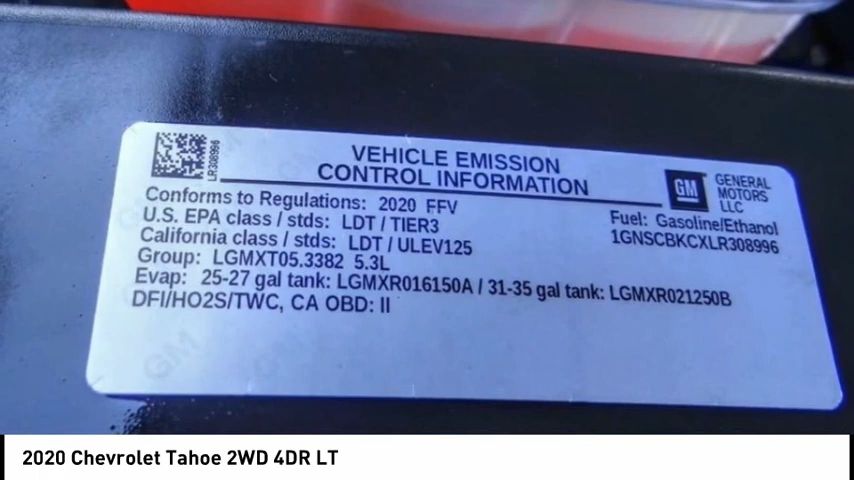 LR308996
VEHICLE EMISSION
CONTROL INFORMATION
GM
GENERAL
MOTORS
LLC
Conforms to Regulations: 2020 FFV
U.S. EPA class / stds: LDT / TIER3
California class / stds: LDT / ULEV125
Group: LGMXT05.3382 5.3L
Evap: 25-27 gal tank: LGMXR016150A / 31-35 gal tank: LGMXR021250B
DFI/HO2S/TWC, CA OBD: II
Fuel: Gasoline/Ethanol
1GNSCBKCXLR308996
2020 Chevrolet Tahoe 2WD 4DR LT